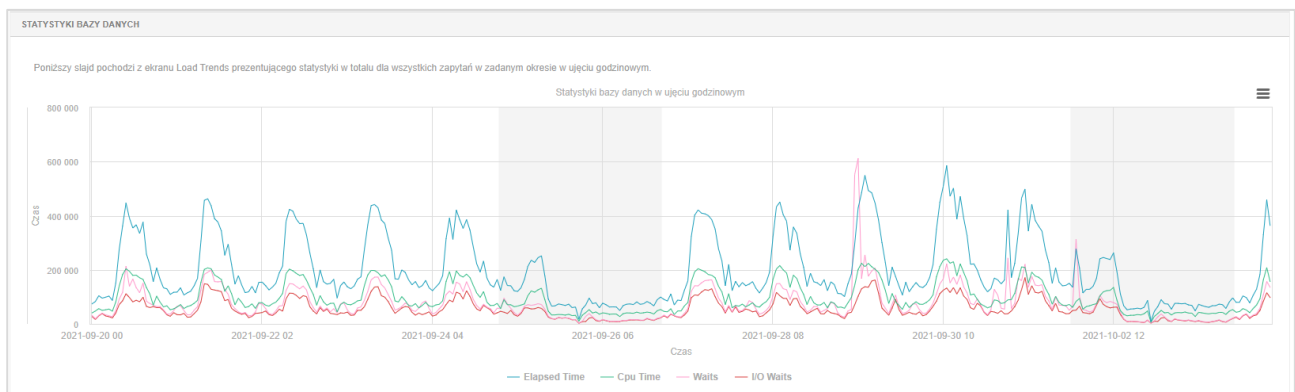 STATYSTYKI BAZY DANYCH
Poniższy slajd pochodzi z ekranu Load Trends prezentującego statystyki w totalu dla wszystkich zapytań w zadanym okresie w ujęciu godzinowym.
Statystyki bazy danych w ujęciu godzinowym
800 000
600 000
400 000
200 000
0
Czas
2021-09-20 00
2021-09-22 02
2021-09-24 04
2021-09-26 06
2021-09-28 08
2021-09-30 10
2021-10-02 12
Czas
Elapsed Time
Cpu Time
Waits
I/O Waits